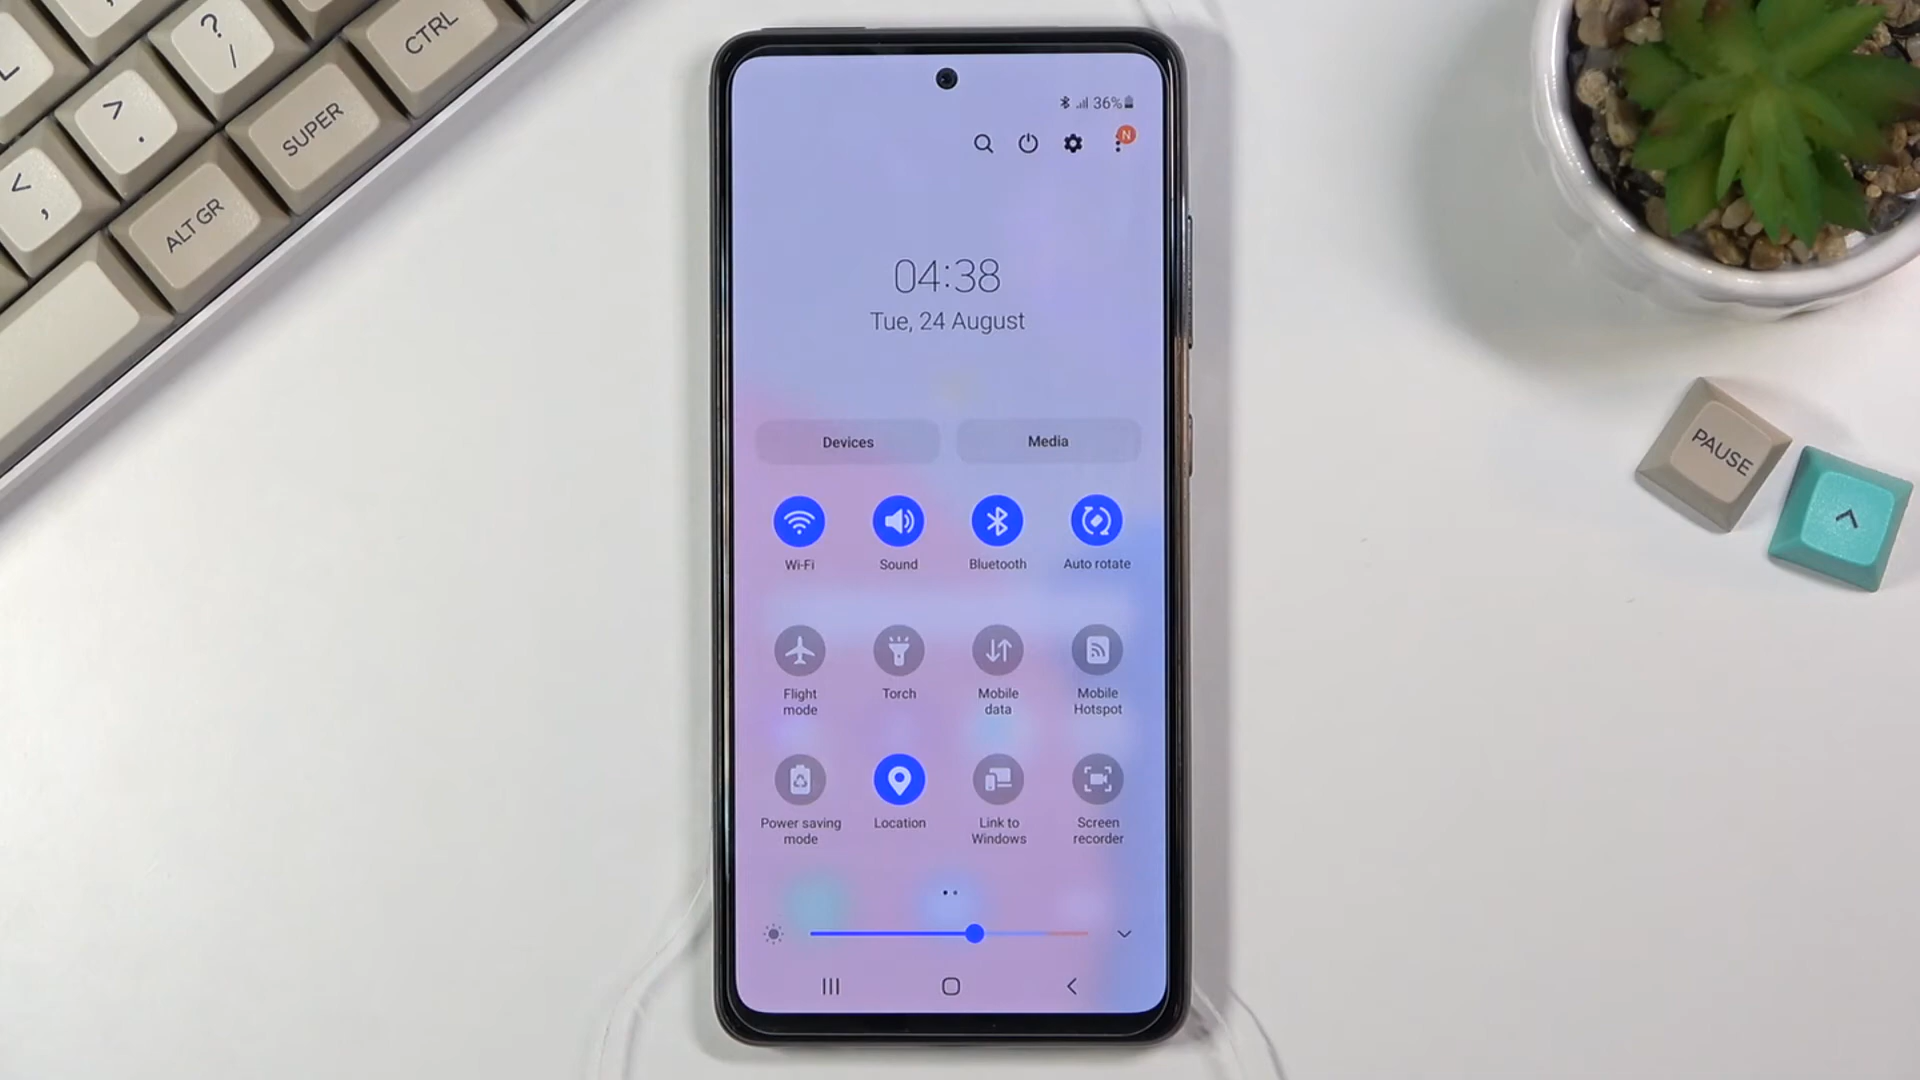 ?
/
CTRL
>
.
SUPER
<
,
ALT GR
36%
N
04:38
Tue, 24 August
Devices
Media
Wi-Fi
Sound
Bluetooth
Auto rotate
Flight
mode
Torch
Mobile
data
Mobile
Hotspot
Power saving
mode
Location
Link to
Windows
Screen
recorder
PAUSE